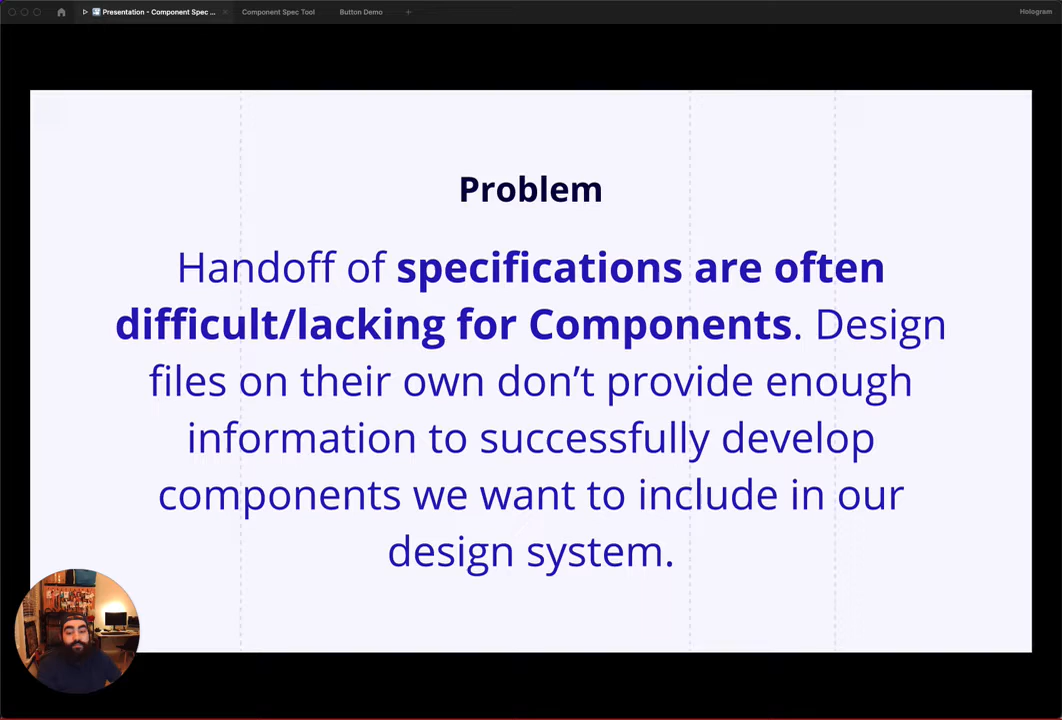 Presentation - Component Spec ...
Component Spec Tool
Button Demo
Hologram
Problem
Handoff of specifications are often
difficult/lacking for Components. Design
files on their own don’t provide enough
information to successfully develop
components we want to include in our
design system.